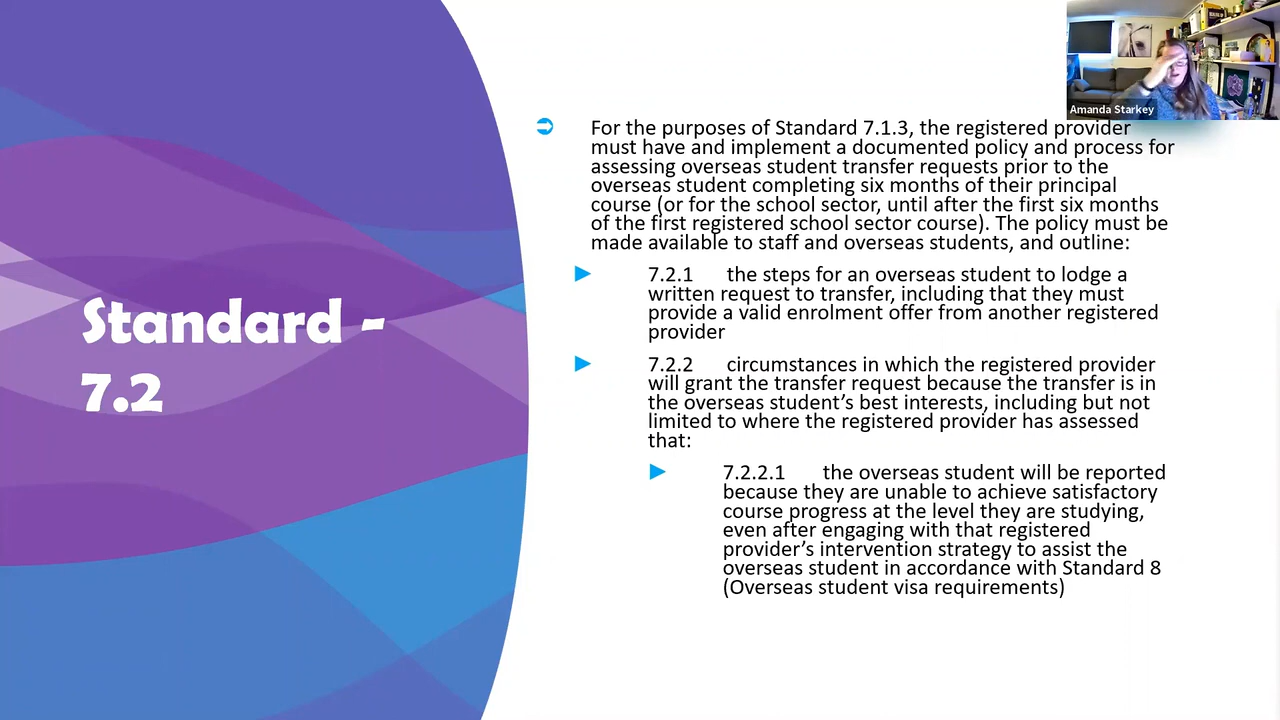 Amanda Starkey
Standard -
7.2
For the purposes of Standard 7.1.3, the registered provider
must have and implement a documented policy and process for
assessing overseas student transfer requests prior to the
overseas student completing six months of their principal
course (or for the school sector, until after the first six months
of the first registered school sector course). The policy must be
made available to staff and overseas students, and outline:
7.2.1 the steps for an overseas student to lodge a
written request to transfer, including that they must
provide a valid enrolment offer from another registered
provider
7.2.2 circumstances in which the registered provider
will grant the transfer request because the transfer is in
the overseas student’s best interests, including but not
limited to where the registered provider has assessed
that:
7.2.2.1 the overseas student will be reported
because they are unable to achieve satisfactory
course progress at the level they are studying,
even after engaging with that registered
provider’s intervention strategy to assist the
overseas student in accordance with Standard 8
(Overseas student visa requirements)